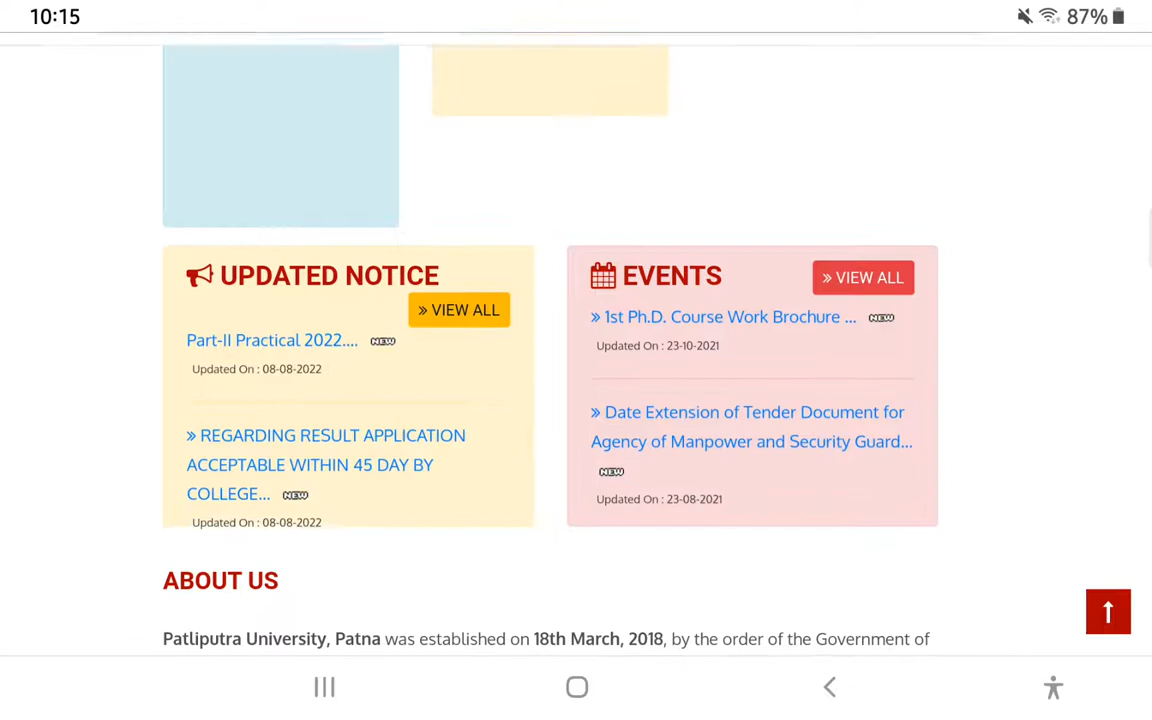 10:15
87%
UPDATED NOTICE
» VIEW ALL
Part-II Practical 2022.... NEW
Updated On : 08-08-2022
» REGARDING RESULT APPLICATION
ACCEPTABLE WITHIN 45 DAY BY
COLLEGE... NEW
Updated On : 08-08-2022
EVENTS
» VIEW ALL
» 1st Ph.D. Course Work Brochure ... NEW
Updated On : 23-10-2021
» Date Extension of Tender Document for
Agency of Manpower and Security Guard...
NEW
Updated On : 23-08-2021
ABOUT US
Patliputra University, Patna was established on 18th March, 2018, by the order of the Government of